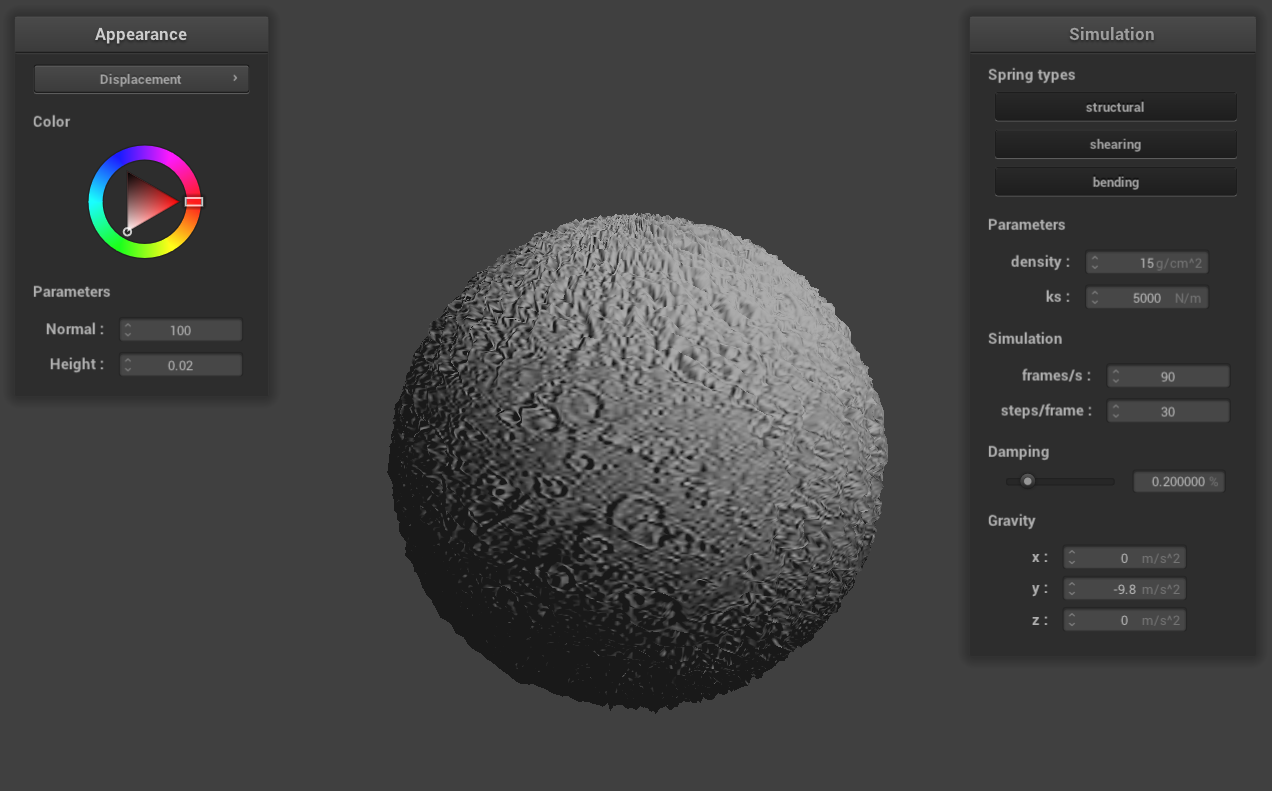 Appearance
Displacement
Color
Parameters
Normal : 100
Height : 0.02
Simulation
Spring types
structural
shearing
bending
Parameters
density : 15 g/cm^2
ks : 5000 N/m
Simulation
frames/s : 90
steps/frame : 30
Damping
0.200000 %
Gravity
x : 0 m/s^2
y : -9.8 m/s^2
z : 0 m/s^2